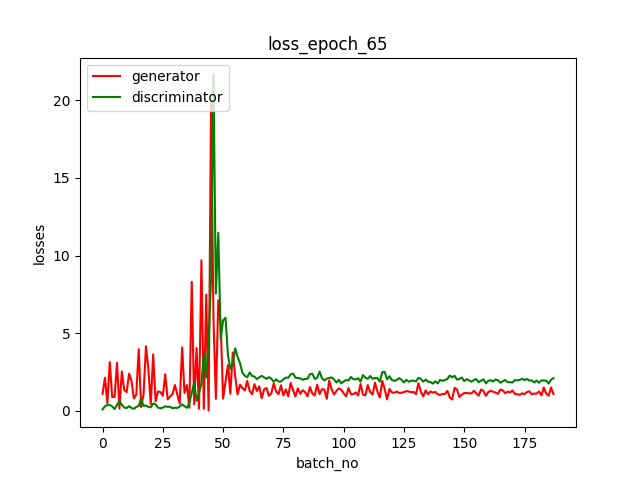 loss_epoch_65
generator
discriminator
losses
20
15
10
5
0
0 25 50 75 100 125 150 175
batch_no